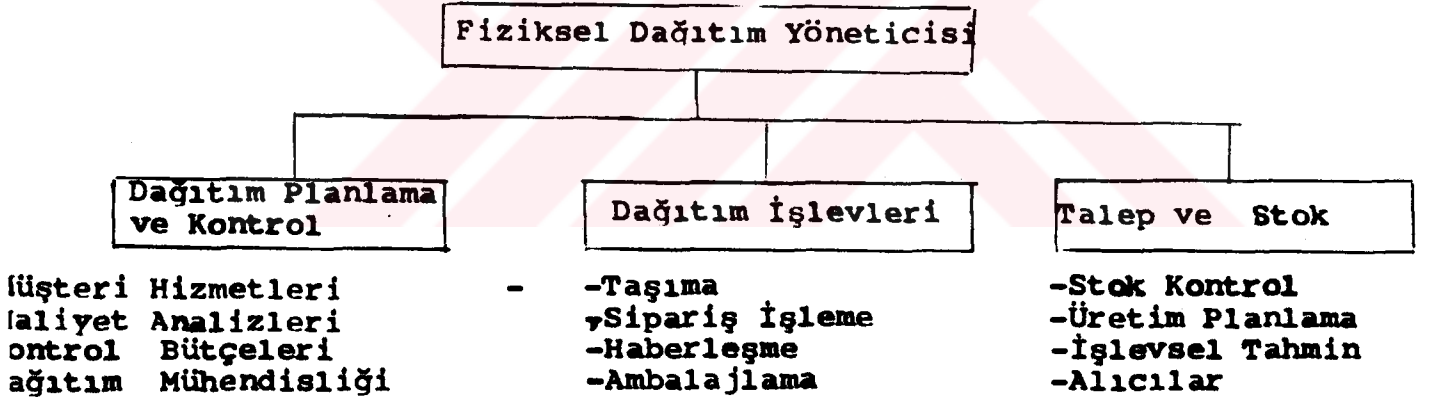 Fiziksel Dağıtım Yöneticisi
Dağıtım Planlama
ve Kontrol
Dağıtım İşlevleri
Talep ve Stok
Hizmetleri
Analizleri
Bütçeleri
Mühendisliği
-
-Taşıma
-Sipariş İşleme
-Haberleşme
-Ambalajlama
-Stok Kontrol
-Üretim Planlama
-İşlevsel Tahmin
-Alıcılar